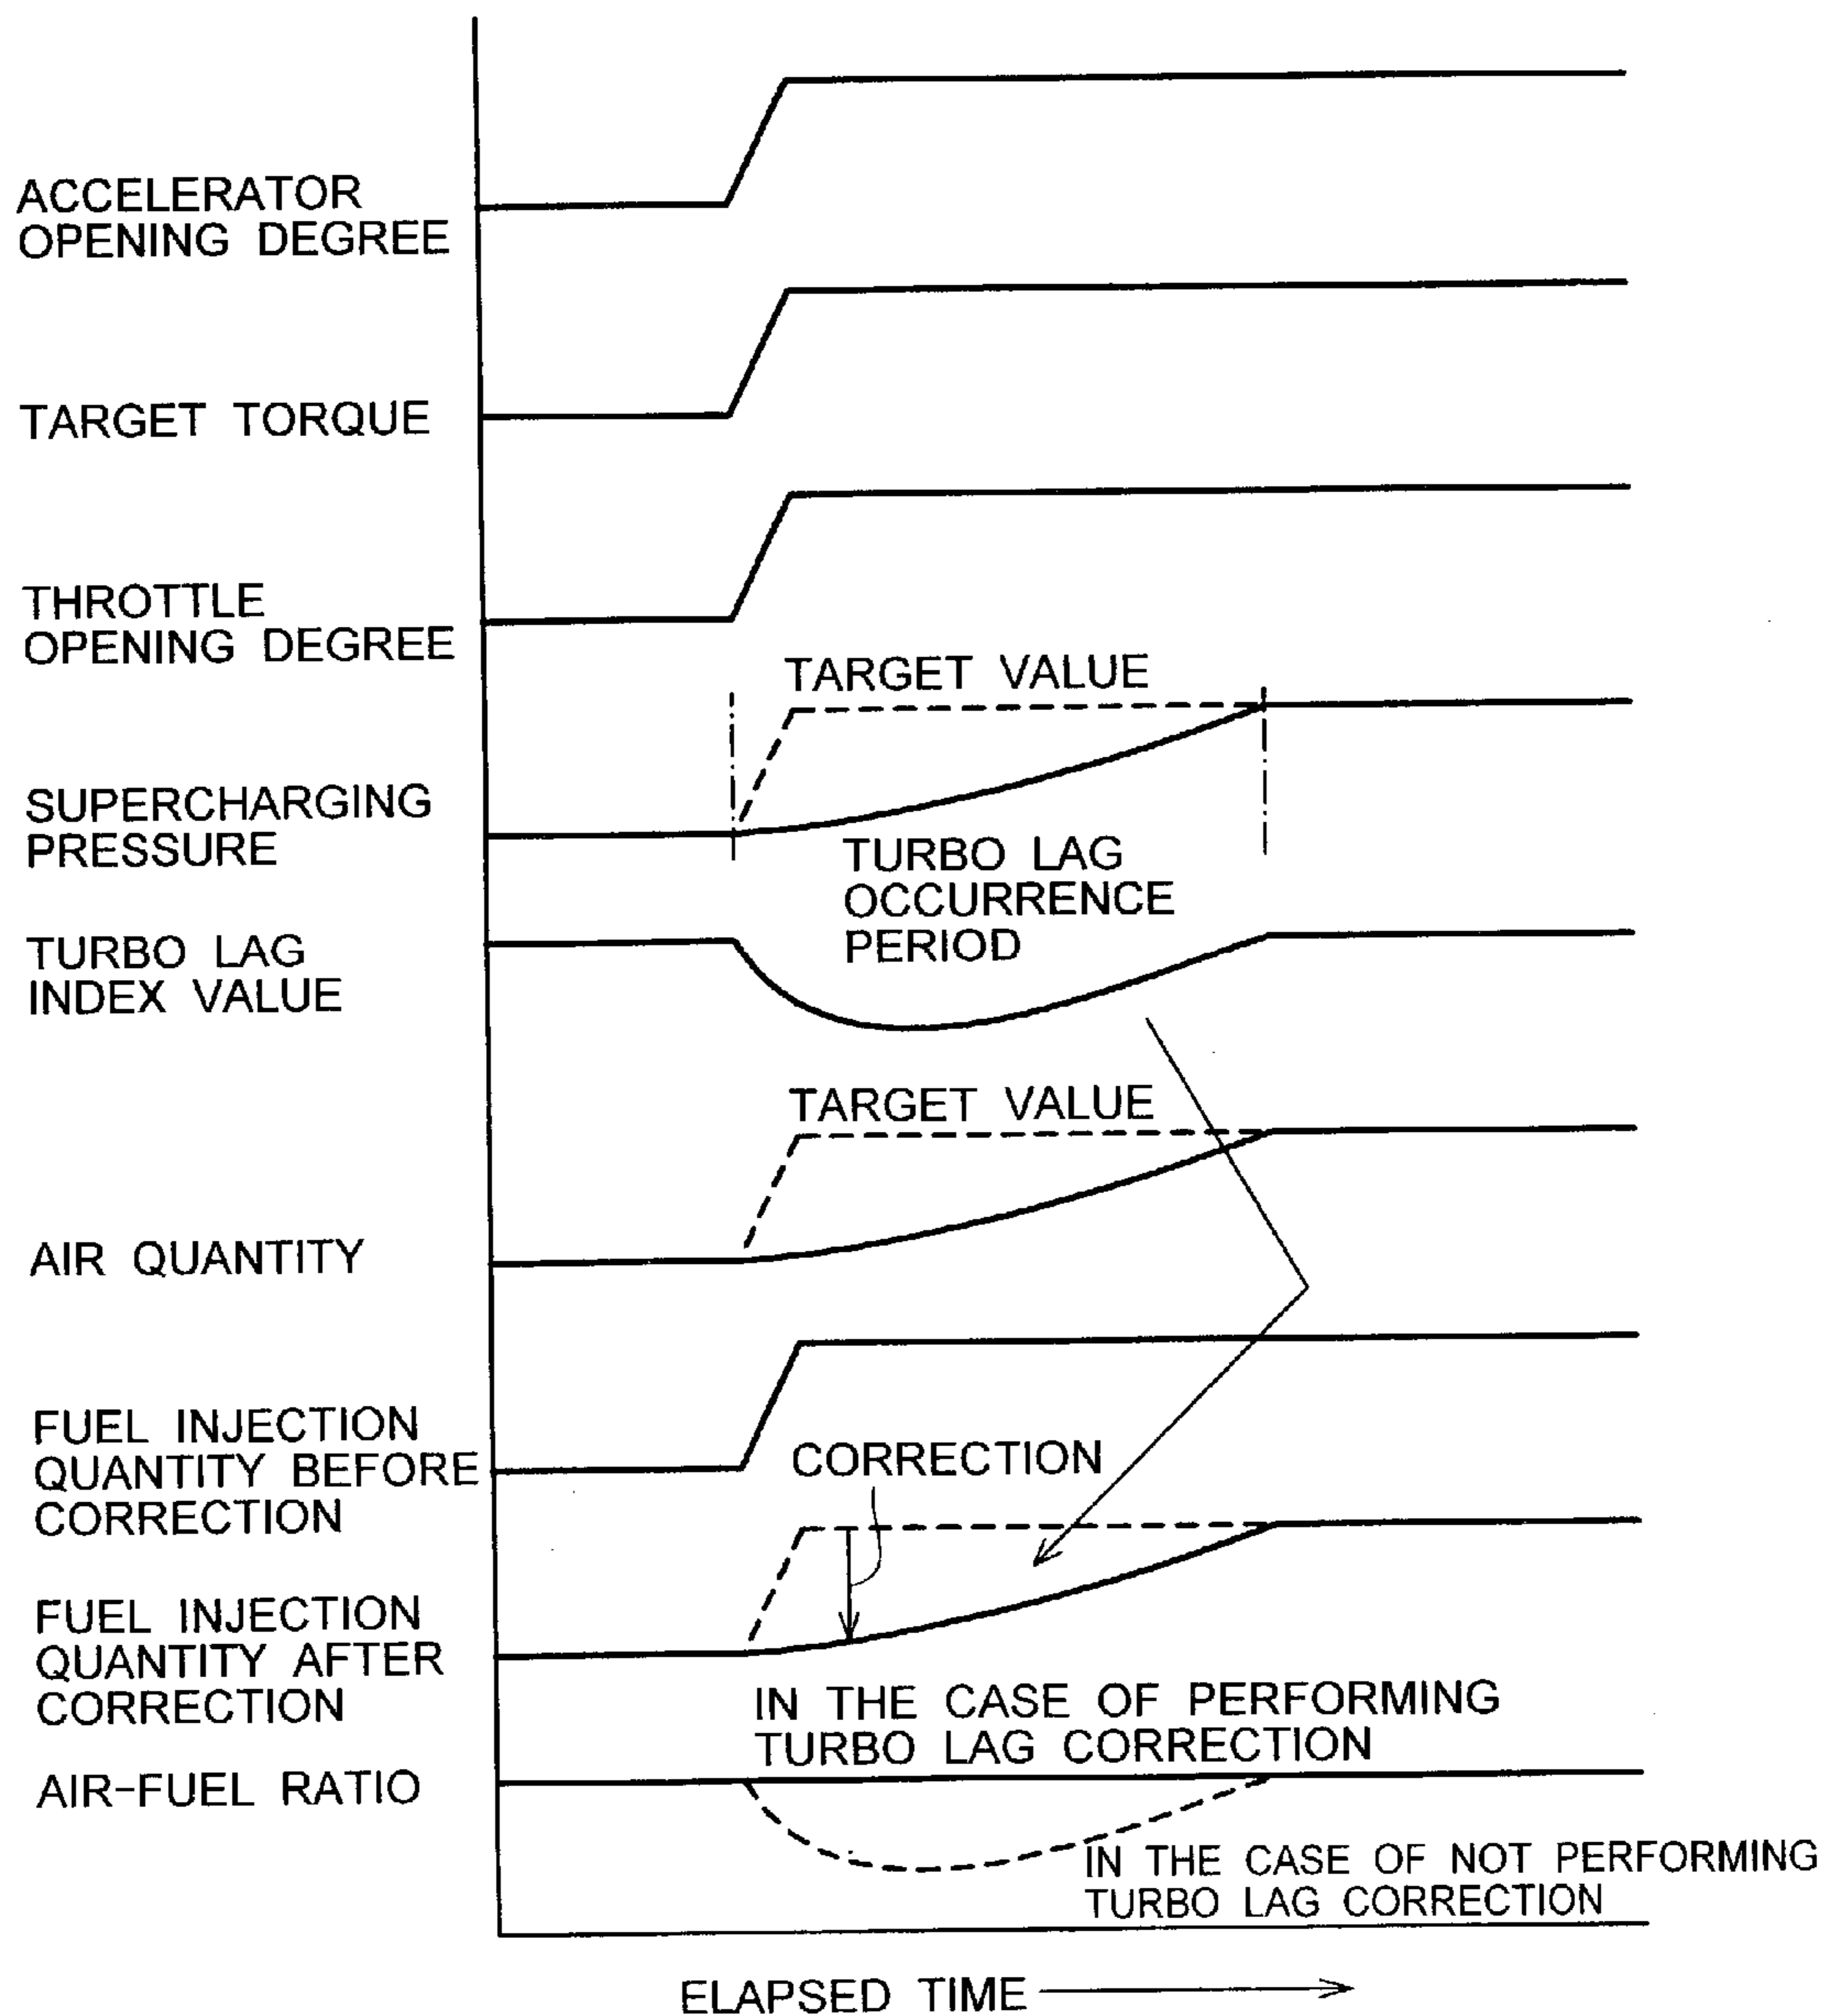 ACCELERATOR
OPENING DEGREE
TARGET TORQUE
THROTTLE
OPENING DEGREE
TARGET VALUE
SUPERCHARGING
PRESSURE
TURBO LAG
OCCURRENCE
PERIOD
TURBO LAG
INDEX VALUE
TARGET VALUE
AIR QUANTITY
FUEL INJECTION
QUANTITY BEFORE
CORRECTION
CORRECTION
FUEL INJECTION
QUANTITY AFTER
CORRECTION
IN THE CASE OF PERFORMING
TURBO LAG CORRECTION
AIR-FUEL RATIO
IN THE CASE OF NOT PERFORMING
TURBO LAG CORRECTION
ELAPSED TIME